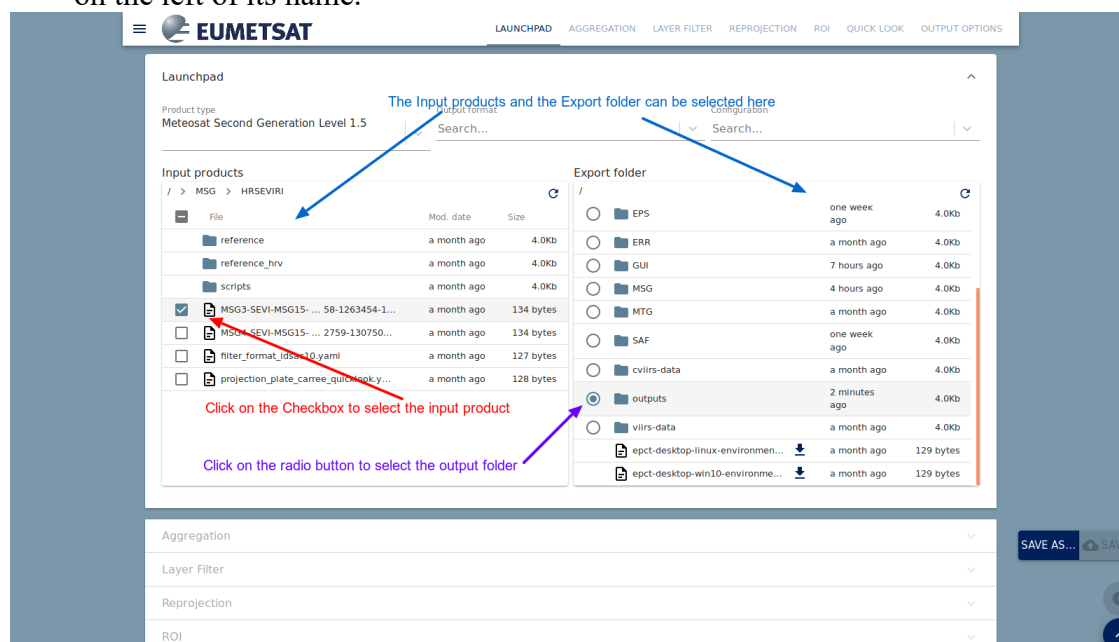 on the left of its name.
EUMETSAT
LAUNCHPAD AGGREGATION LAYER FILTER REPROJECTION ROI QUICK LOOK OUTPUT OPTIONS
Launchpad
The Input products and the Export folder can be selected here
Product type Output format Configuration
Meteosat Second Generation Level 1.5 Search... Search...
Input products Export folder
/ > MSG > HRSEVIRI /
File Mod. date Size
reference a month ago 4.0Kb
reference_hrv a month ago 4.0Kb
scripts a month ago 4.0Kb
MSG3-SEVI-MSG15- ... 58-1263454-1... a month ago 134 bytes
MSG4-SEVI-MSG15- ... 2759-130750... a month ago 134 bytes
filter_format_idsac10.yaml a month ago 127 bytes
projection_plate_carree_quicklook.y... a month ago 128 bytes
Click on the Checkbox to select the input product
Click on the radio button to select the output folder
EPS one week ago 4.0Kb
ERR a month ago 4.0Kb
GUI 7 hours ago 4.0Kb
MSG 4 hours ago 4.0Kb
MTG a month ago 4.0Kb
SAF one week ago 4.0Kb
cviirs-data a month ago 4.0Kb
outputs 2 minutes ago 4.0Kb
viirs-data a month ago 4.0Kb
epct-desktop-linux-environmen... a month ago 129 bytes
epct-desktop-win10-environme... a month ago 129 bytes
Aggregation
SAVE AS... SAV
Layer Filter
Reprojection
ROI